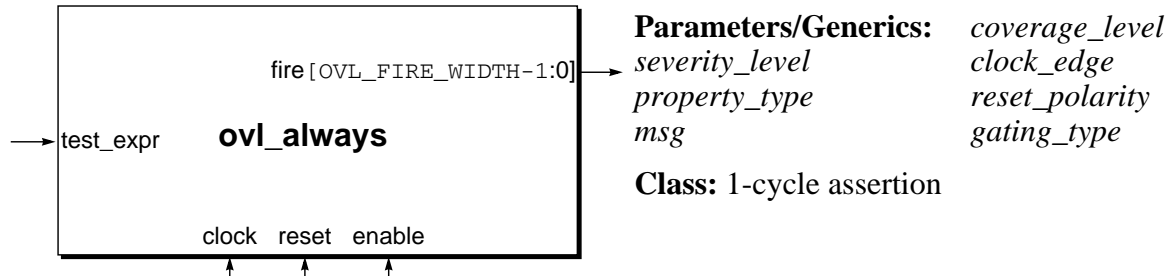 fire[OVL_FIRE_WIDTH-1:0]
test_expr
ovl_always
clock reset enable
Parameters/Generics: coverage_level
severity_level clock_edge
property_type reset_polarity
msg gating_type
Class: 1-cycle assertion